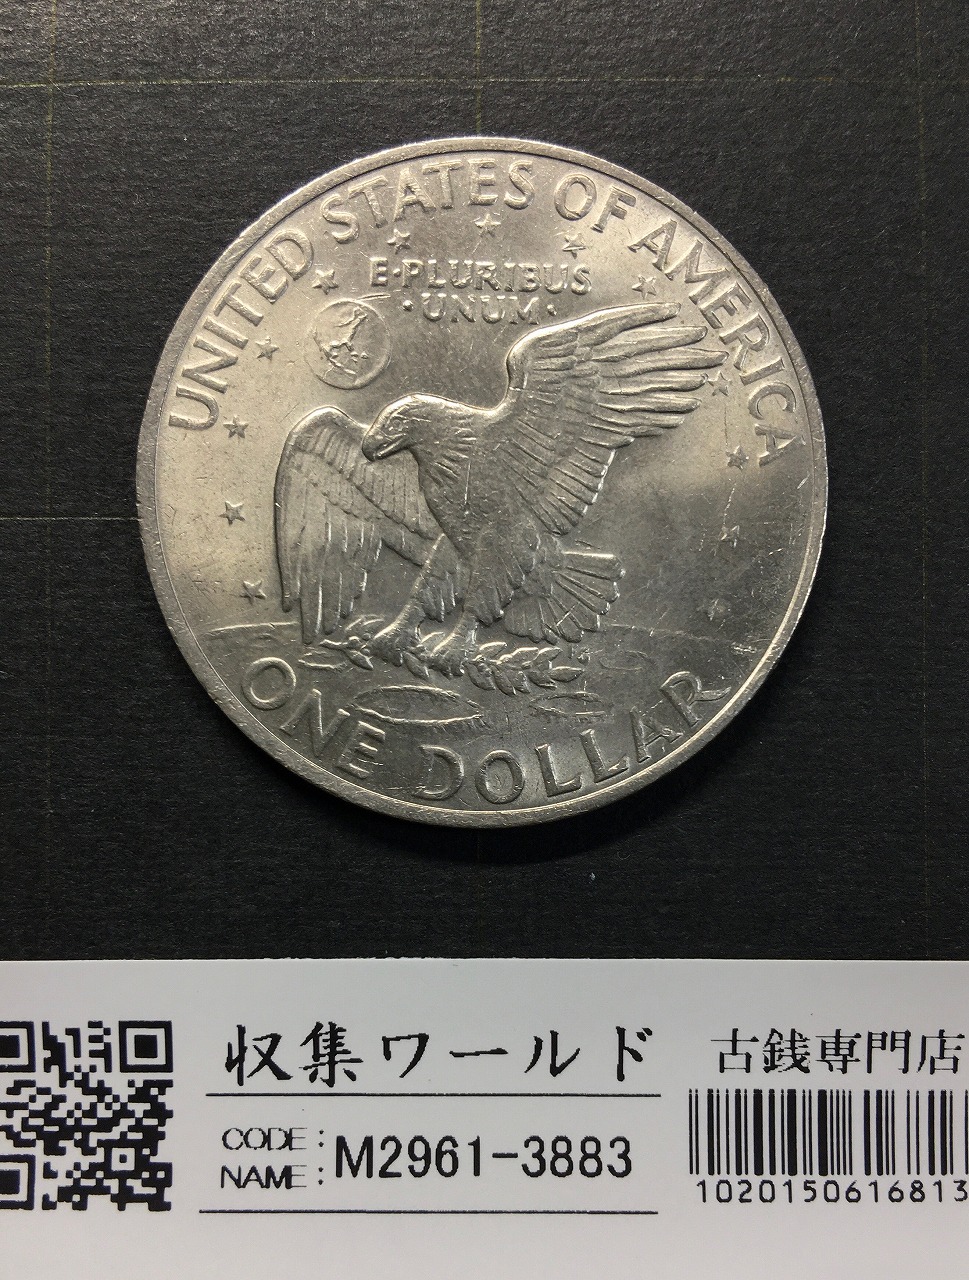 UNITED STATES OF AMERICA
E·PLURIBUS
·UNUM·
ONE DOLLAR
収集ワールド
古銭専門店
CODE:
NAME:
M2961-3883
1020150616813